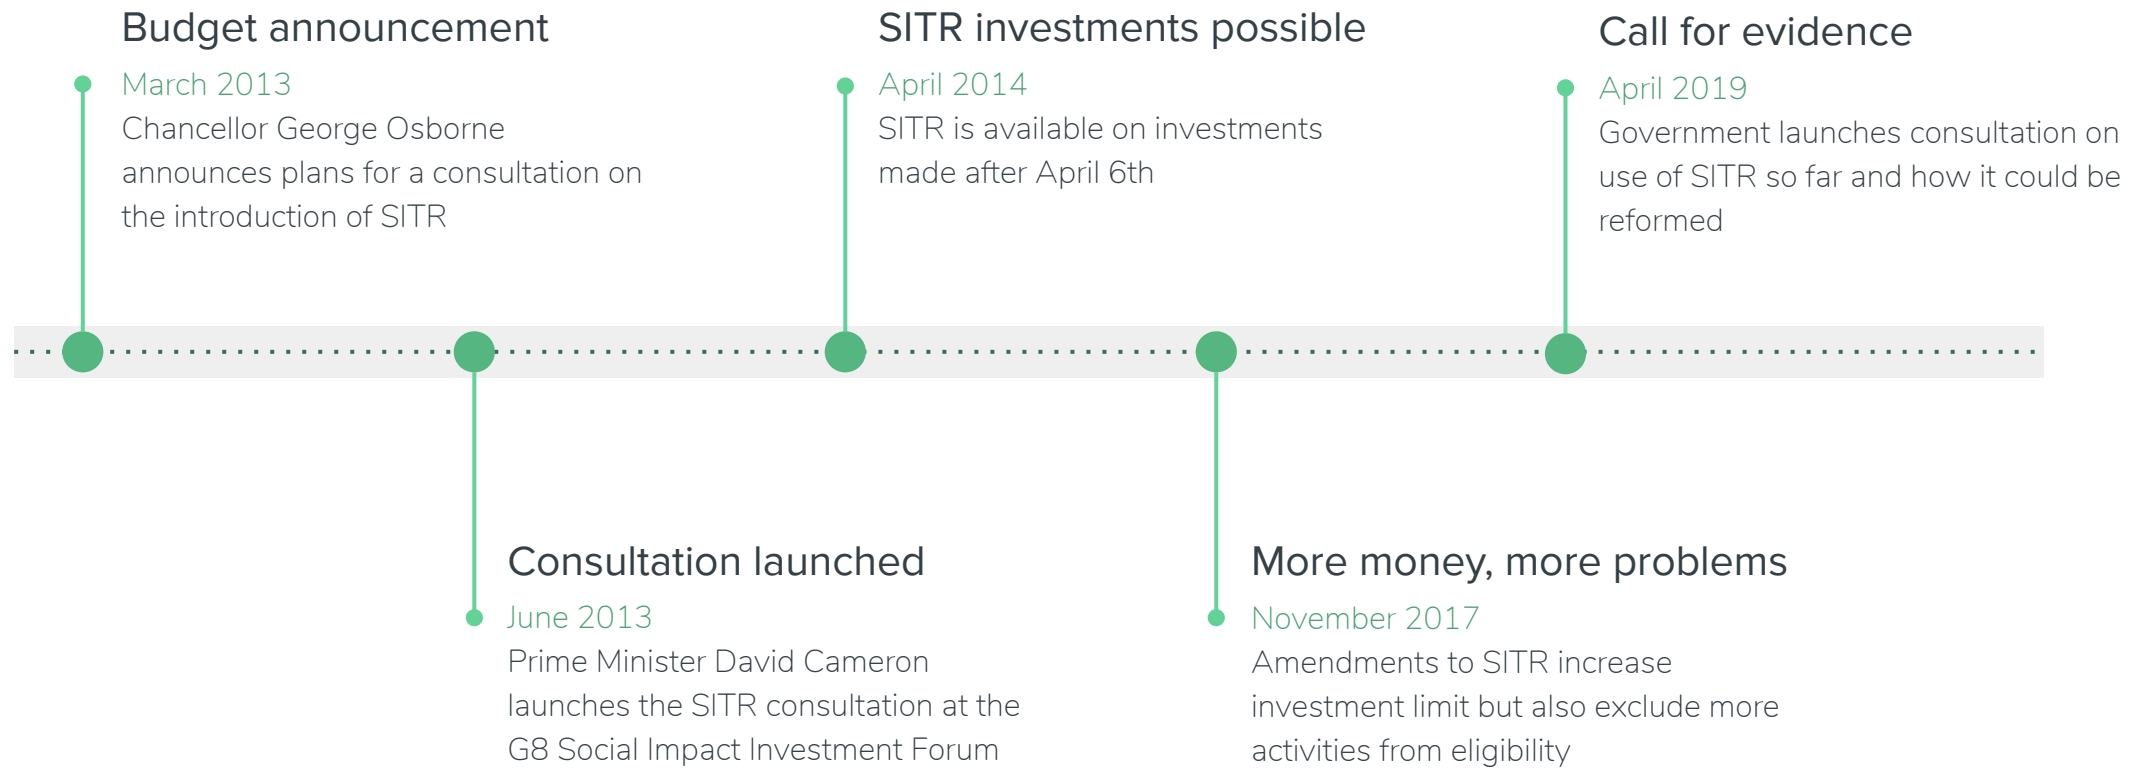 Budget announcement
March 2013
Chancellor George Osborne
announces plans for a consultation on
the introduction of SITR
Consultation launched
June 2013
Prime Minister David Cameron
launches the SITR consultation at the
G8 Social Impact Investment Forum
SITR investments possible
April 2014
SITR is available on investments
made after April 6th
More money, more problems
November 2017
Amendments to SITR increase
investment limit but also exclude more
activities from eligibility
Call for evidence
April 2019
Government launches consultation on
use of SITR so far and how it could be
reformed